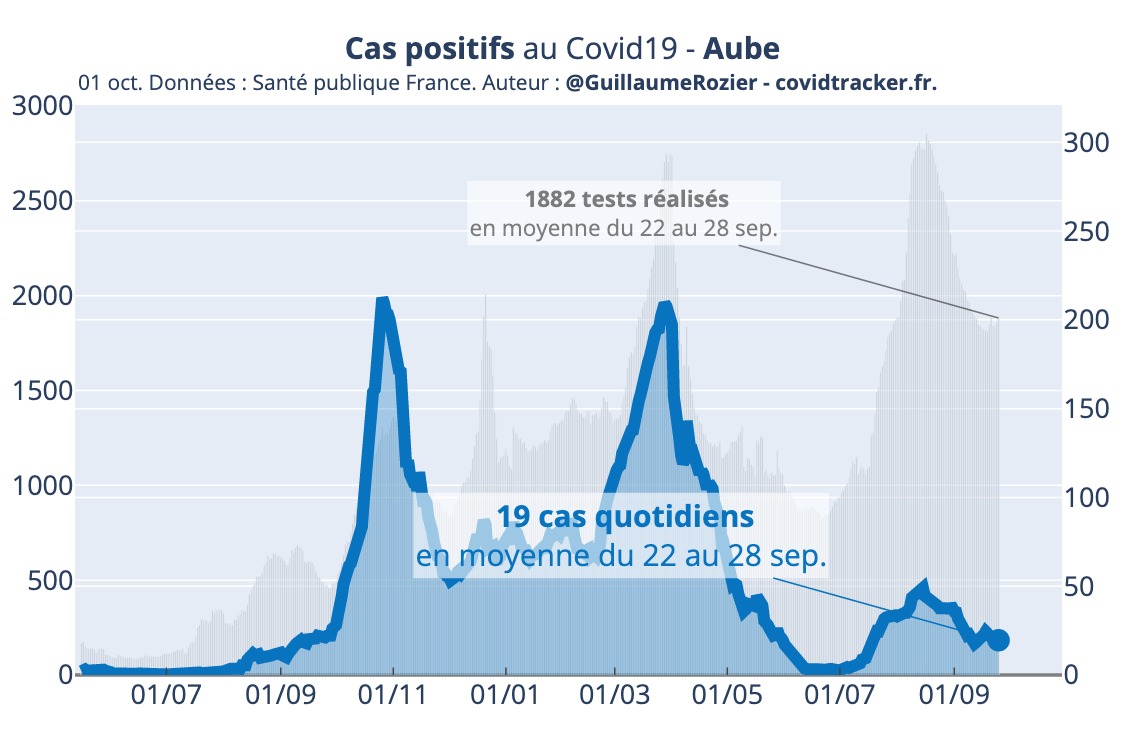 Cas positifs au Covid19 - Aube
01 oct. Données : Santé publique France. Auteur : @GuillaumeRozier - covidtracker.fr.
3000
300
2500
250
2000
200
1500
150
1000
100
500
50
0
0
1882 tests réalisés
en moyenne du 22 au 28 sep.
19 cas quotidiens
en moyenne du 22 au 28 sep.
01/07 01/09 01/11 01/01 01/03 01/05 01/07 01/09